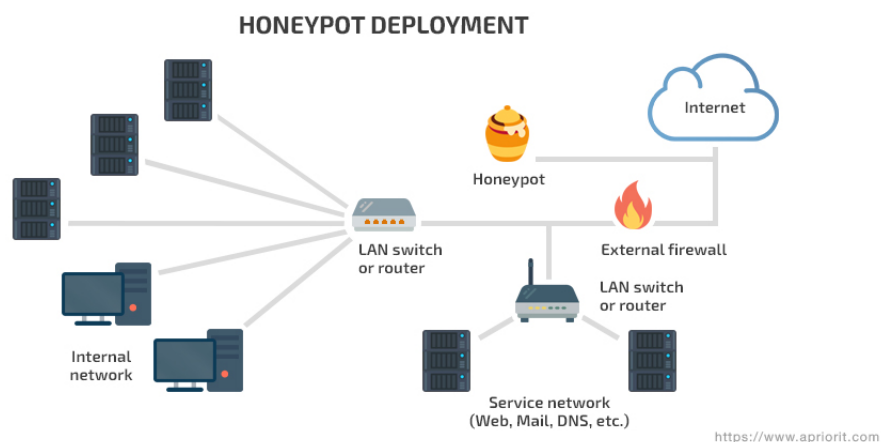 HONEYPOT DEPLOYMENT
Internet
Honeypot
LAN switch
or router
External firewall
LAN switch
or router
Internal
network
Service network
(Web, Mail, DNS, etc.)
https://www.apriorit.com